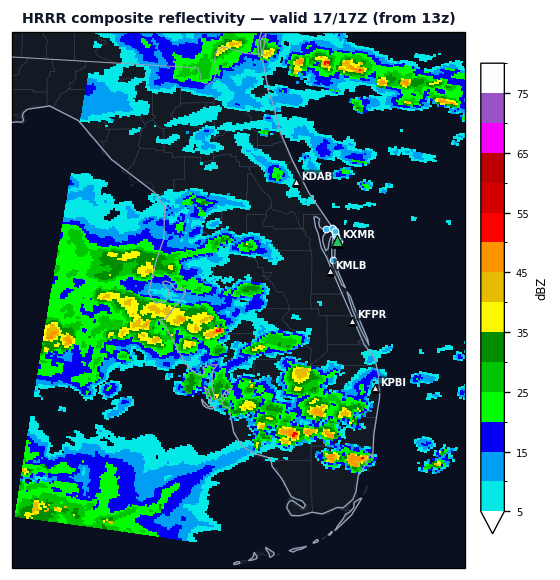 HRRR composite reflectivity — valid 17/17Z (from 13z)
KDAB
KXMR
KMLB
KFPR
KPBI
75
65
55
45
35
25
15
5
dBZ